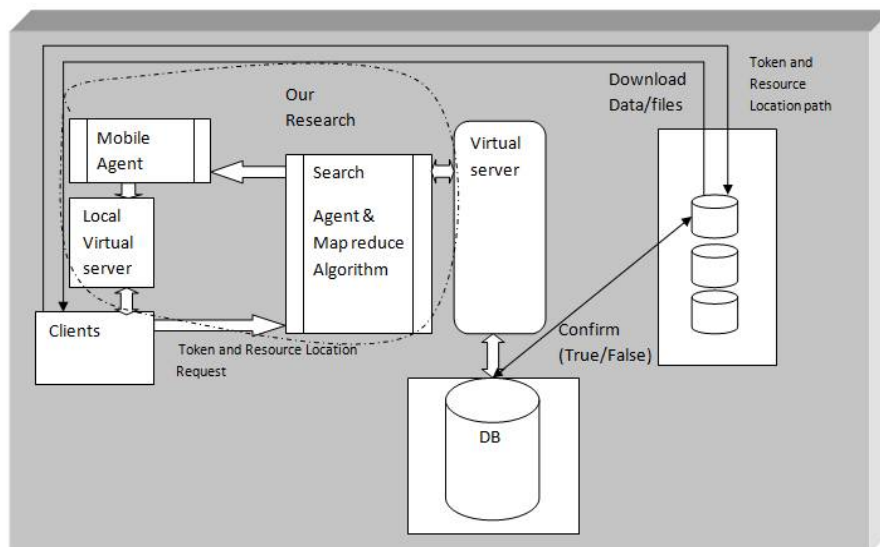 Our
Research
Download
Data/files
Token and
Resource
Location path
Mobile
Agent
Search
Agent &
Map reduce
Algorithm
Virtual
server
Local
Virtual
server
Clients
Token and Resource Location
Request
Confirm
(True/False)
DB